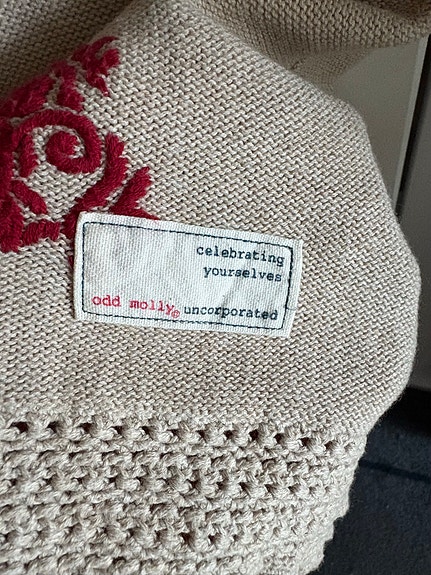 celebrating
yourselves
odd molly© uncorporated